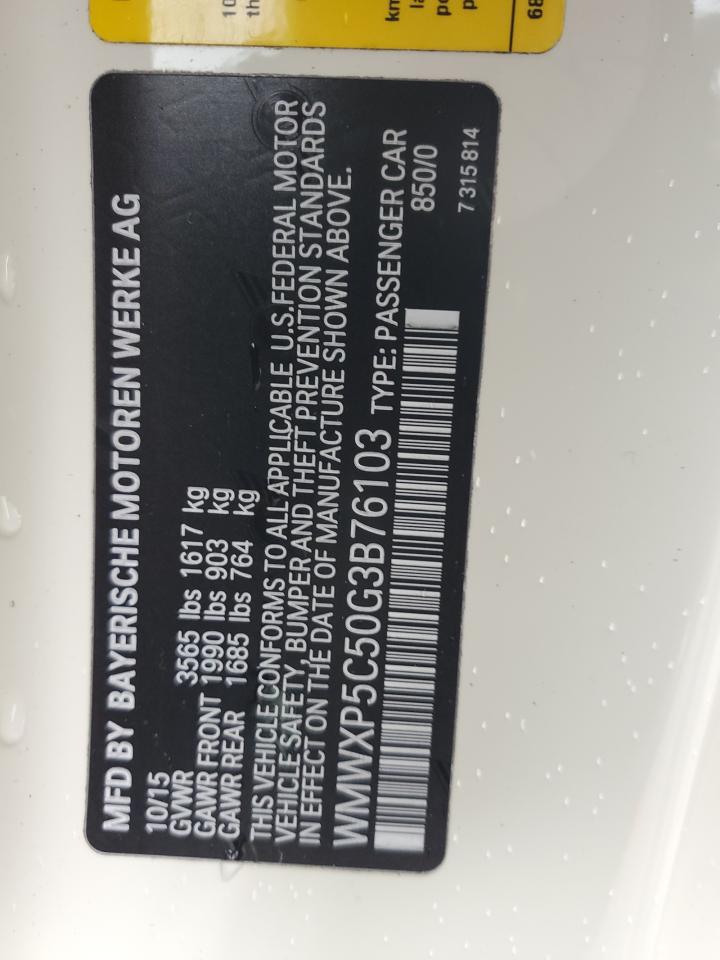 MFD BY BAYERISCHE MOTOREN WERKE AG
10/15
GVWR 3565 lbs 1617 kg
GAWR FRONT 1990 lbs 903 kg
GAWR REAR 1685 lbs 764 kg
THIS VEHICLE CONFORMS TO ALL APPLICABLE U.S.FEDERAL MOTOR
VEHICLE SAFETY, BUMPER AND THEFT PREVENTION STANDARDS
IN EFFECT ON THE DATE OF MANUFACTURE SHOWN ABOVE.
WMWXP5C50G3B76103 TYPE: PASSENGER CAR
850/0
7 315 814